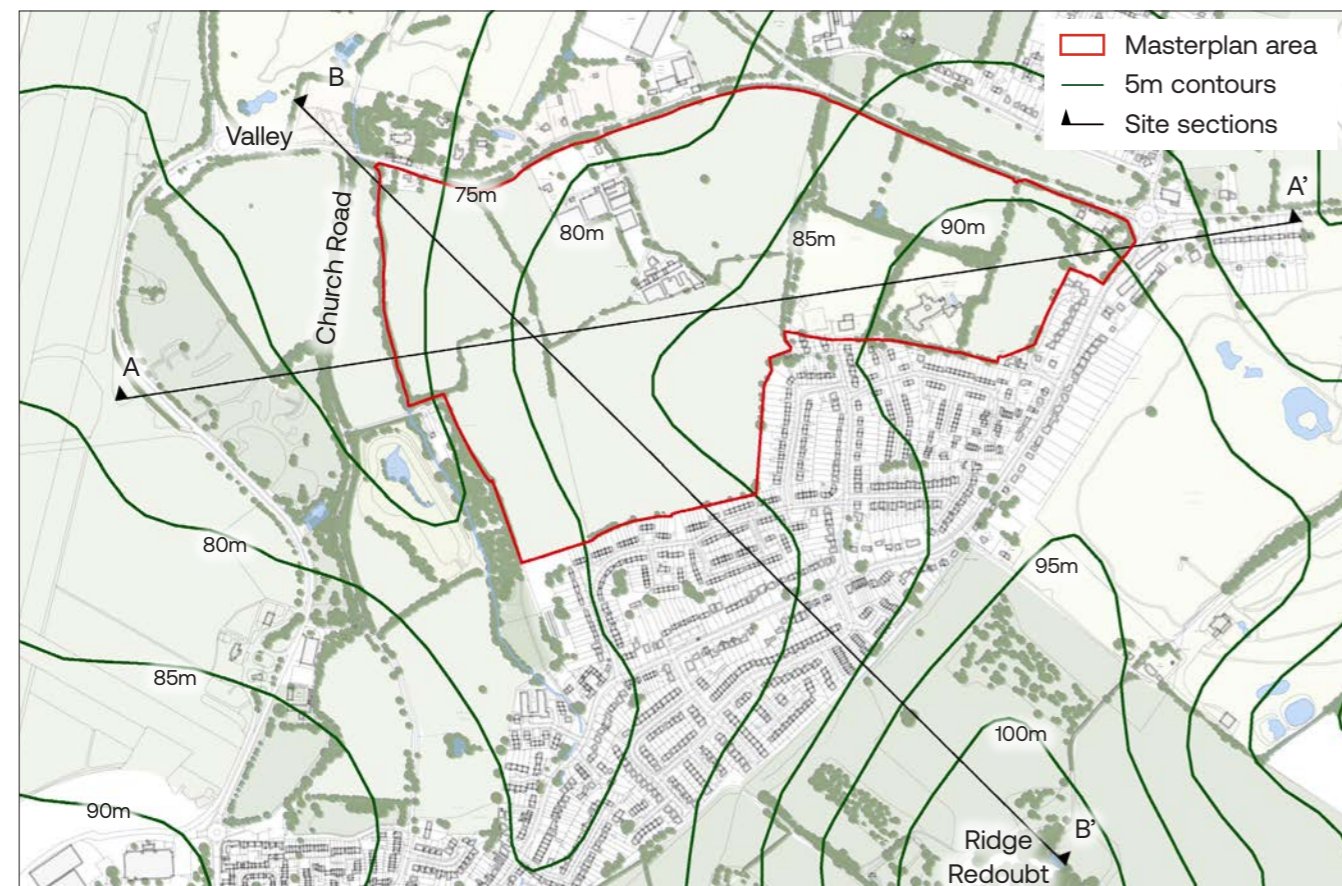 Masterplan area
5m contours
Site sections
B
Valley
Church Road
75m
80m
85m
90m
A'
A
80m
85m
90m
95m
100m
B'
Ridge
Redoubt